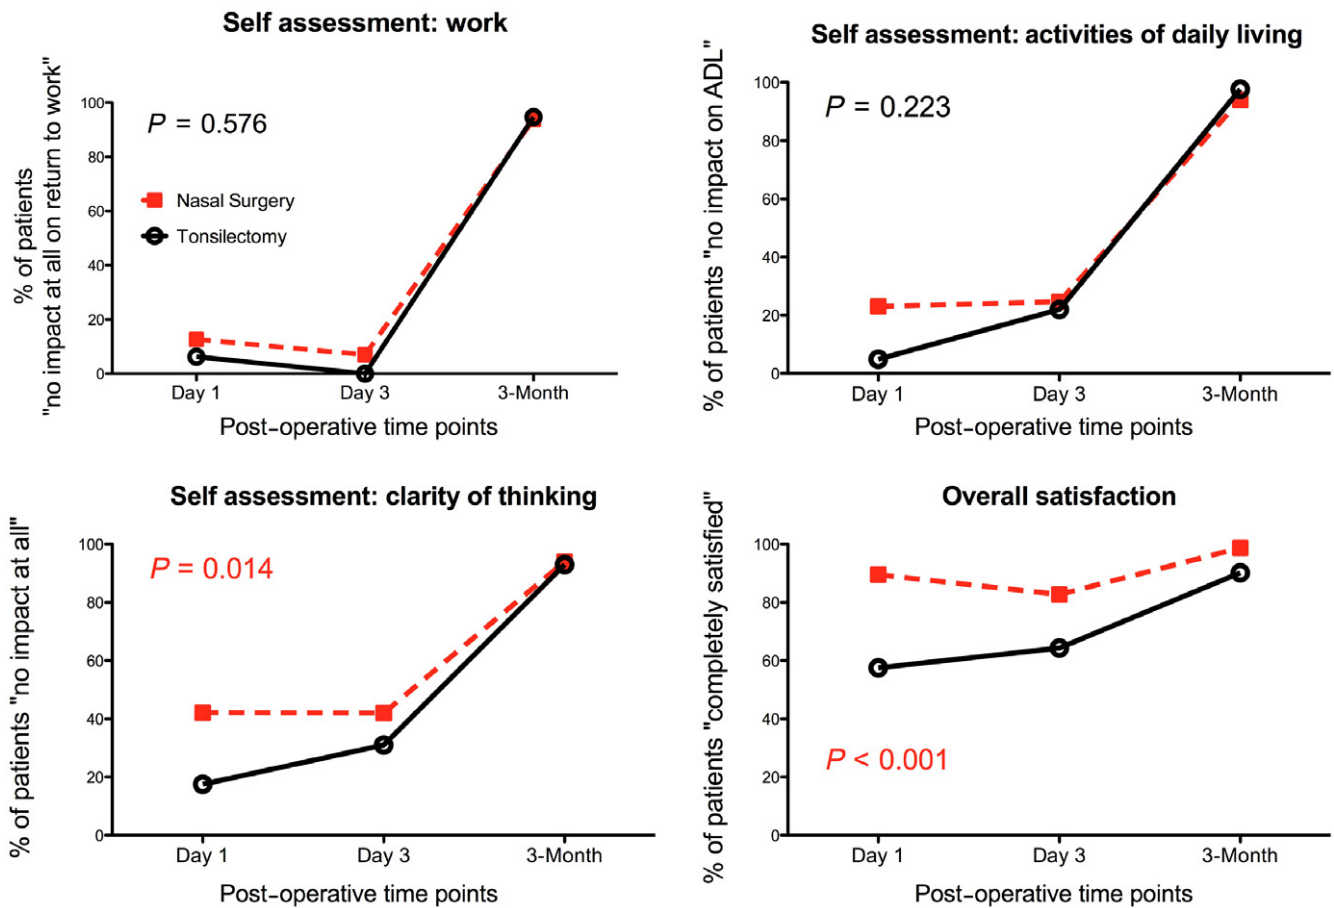 Self assessment: work
% of patients
"no impact at all on return to work"
100
80
60
40
20
0
P = 0.576
Nasal Surgery
Tonsilectomy
Day 1
Day 3
3-Month
Post-operative time points
Self assessment: activities of daily living
% of patients "no impact on ADL"
100
80
60
40
20
0
P = 0.223
Day 1
Day 3
3-Month
Post-operative time points
Self assessment: clarity of thinking
% of patients "no impact at all"
100
80
60
40
20
0
P = 0.014
Day 1
Day 3
3-Month
Post-operative time points
Overall satisfaction
% of patients "completely satisfied"
100
80
60
40
20
0
P < 0.001
Day 1
Day 3
3-Month
Post-operative time points